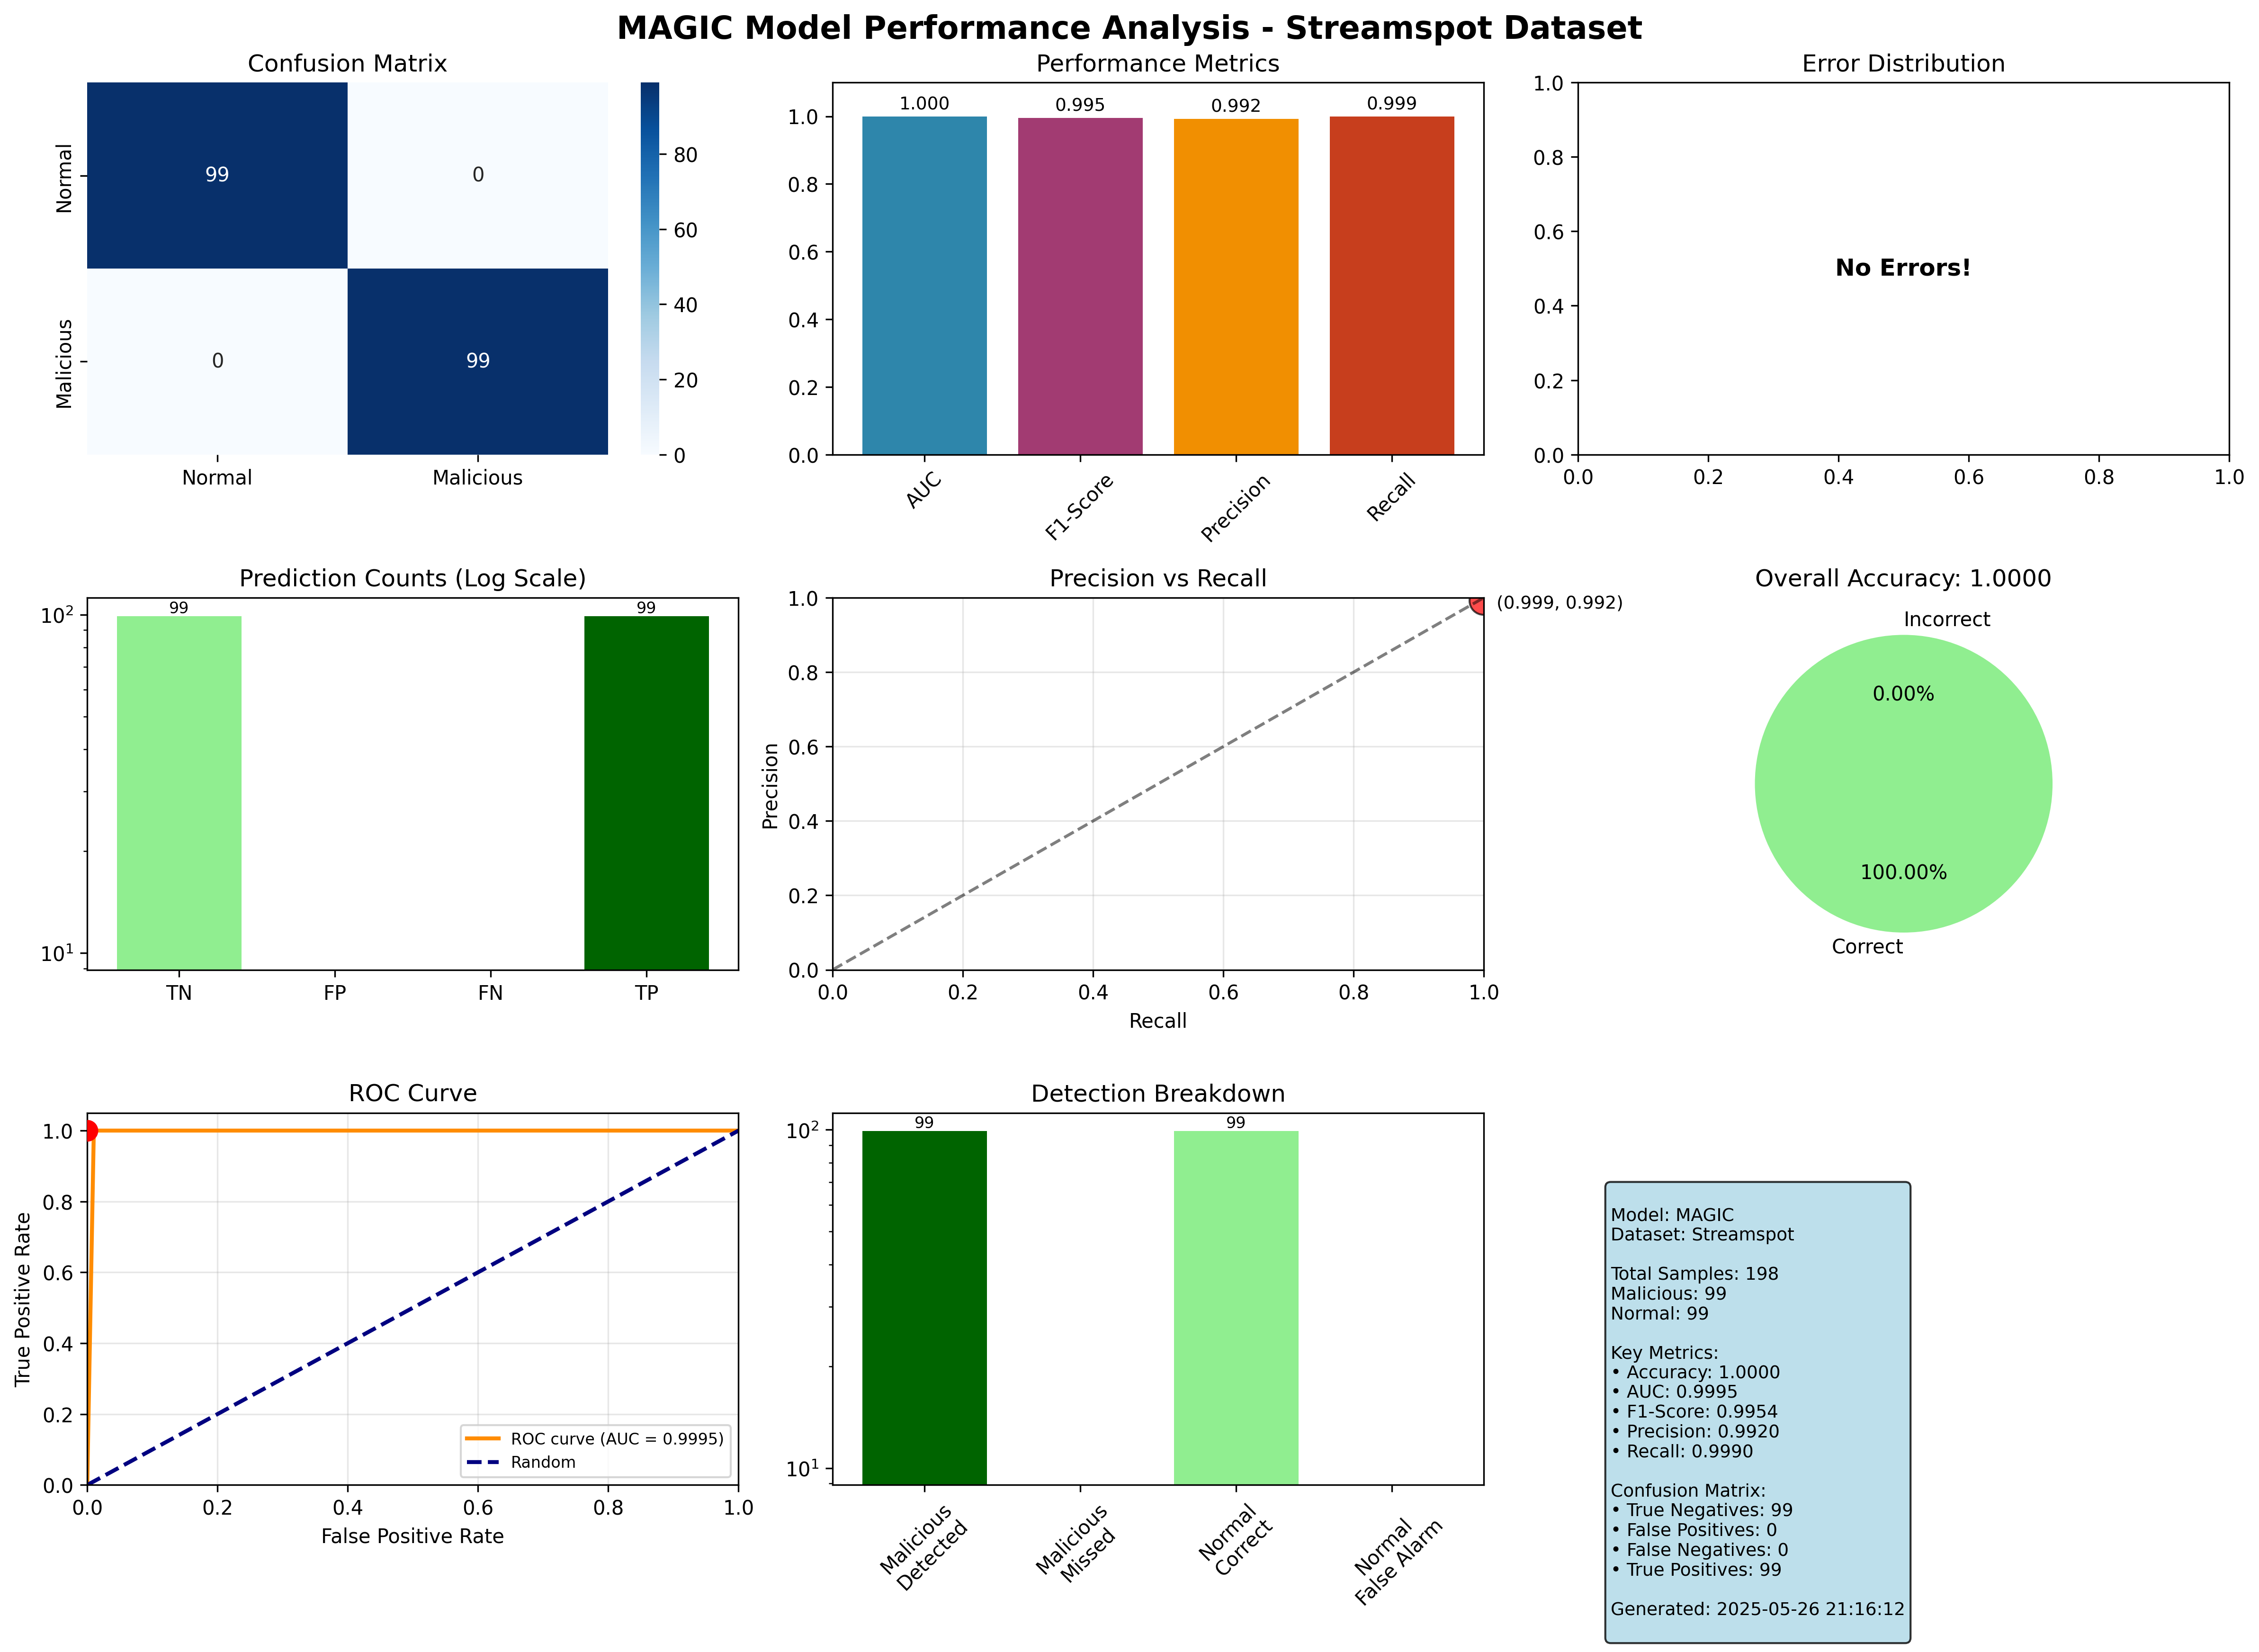 MAGIC Model Performance Analysis - Streamspot Dataset
Confusion Matrix
Normal
Malicious
99
0
0
99
Normal
Malicious
80
60
40
20
0
Performance Metrics
1.000
0.995
0.992
0.999
1.0
0.8
0.6
0.4
0.2
0.0
AUC
F1-Score
Precision
Recall
Error Distribution
1.0
0.8
0.6
0.4
0.2
0.0
No Errors!
0.0
0.2
0.4
0.6
0.8
1.0
Prediction Counts (Log Scale)
10²
10¹
99
99
TN
FP
FN
TP
Precision vs Recall
Precision
1.0
0.8
0.6
0.4
0.2
0.0
(0.999, 0.992)
0.0
0.2
0.4
0.6
0.8
1.0
Recall
Overall Accuracy: 1.0000
Incorrect
0.00%
100.00%
Correct
ROC Curve
True Positive Rate
1.0
0.8
0.6
0.4
0.2
0.0
ROC curve (AUC = 0.9995)
Random
0.0
0.2
0.4
0.6
0.8
1.0
False Positive Rate
Detection Breakdown
10²
10¹
99
99
Malicious
Detected
Malicious
Missed
Normal
Correct
Normal
False Alarm
Model: MAGIC
Dataset: Streamspot
Total Samples: 198
Malicious: 99
Normal: 99
Key Metrics:
• Accuracy: 1.0000
• AUC: 0.9995
• F1-Score: 0.9954
• Precision: 0.9920
• Recall: 0.9990
Confusion Matrix:
• True Negatives: 99
• False Positives: 0
• False Negatives: 0
• True Positives: 99
Generated: 2025-05-26 21:16:12